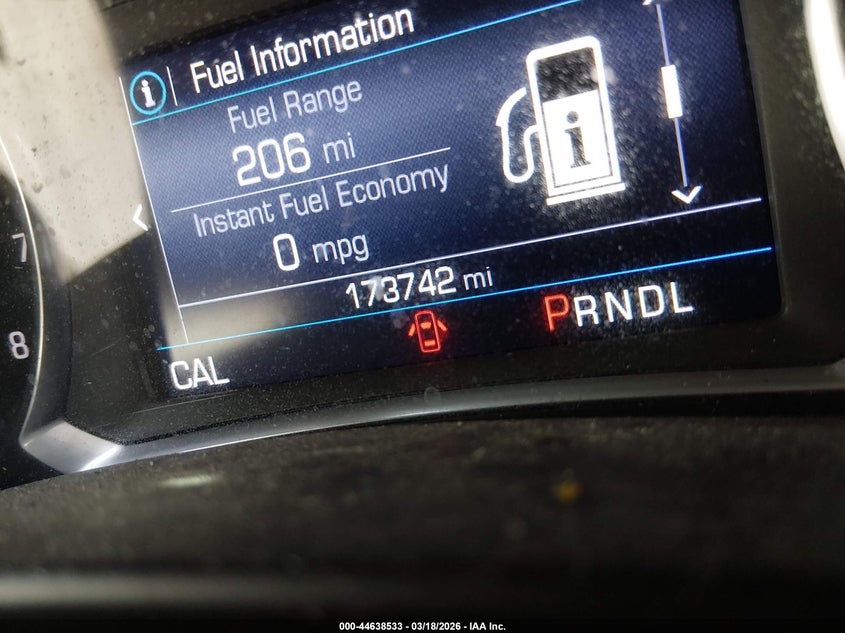 Fuel Information
Fuel Range
206 mi
Instant Fuel Economy
0 mpg
173742 mi
PRNDL
CAL
7
8
000-44638533 - 03/18/2026 - IAA Inc.